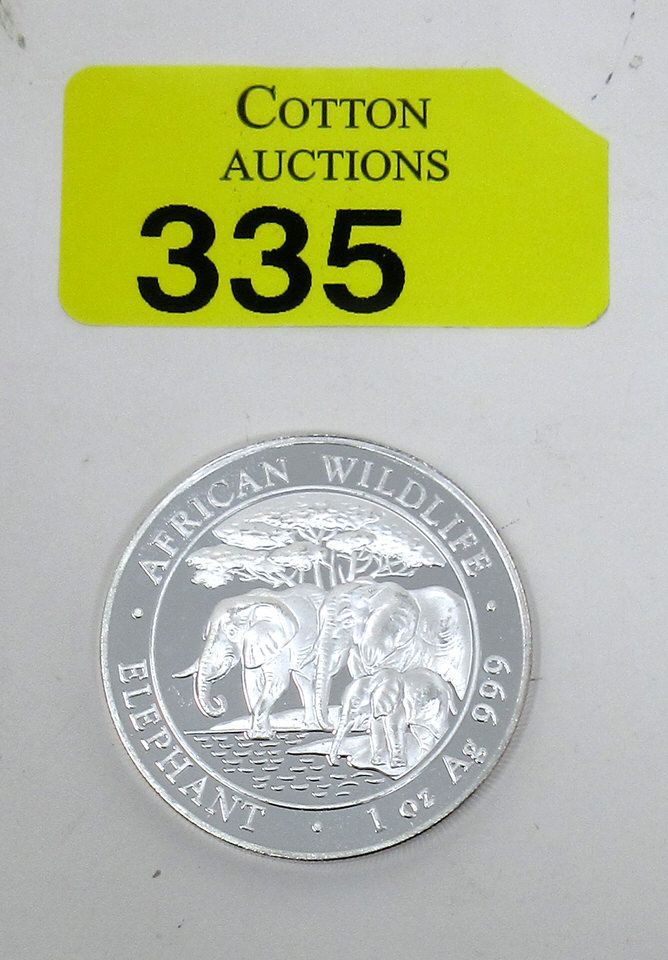 COTTON
AUCTIONS
335
AFRICAN WILDLIFE
ELEPHANT • 1 oz Ag 999